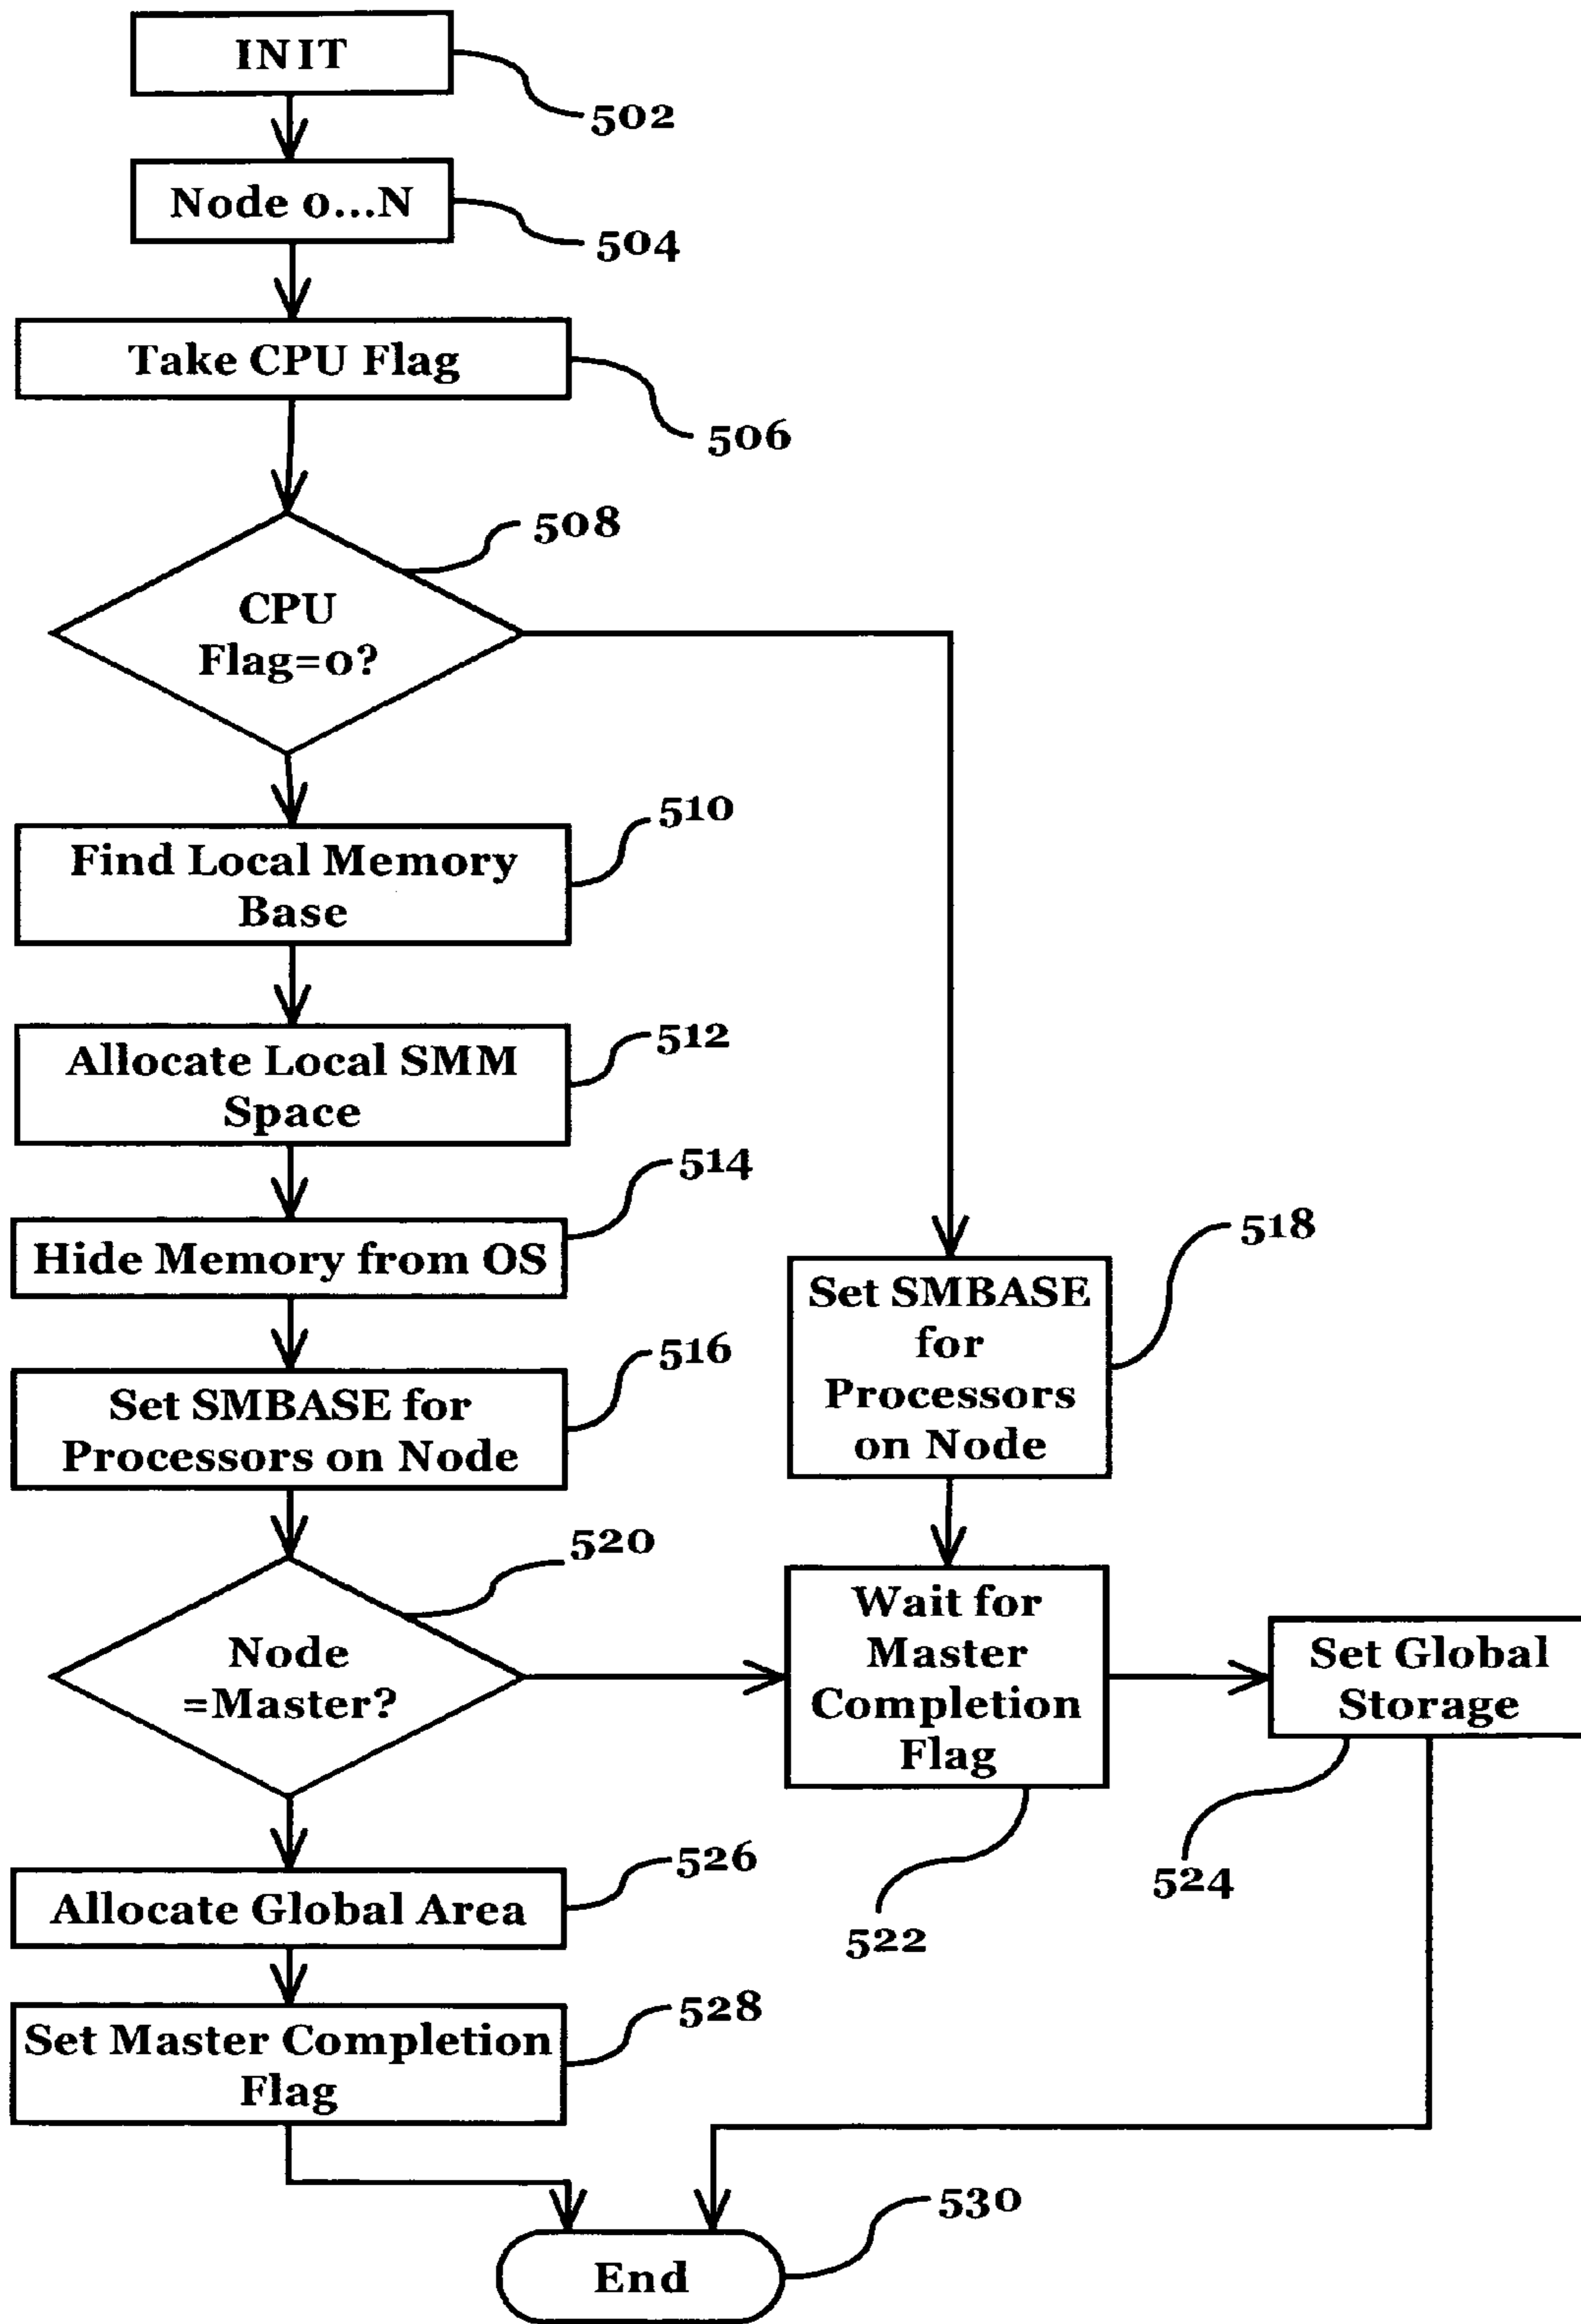 INIT
502
Node 0...N
504
Take CPU Flag
506
508
CPU
Flag=0?
510
Find Local Memory
Base
512
Allocate Local SMM
Space
514
Hide Memory from OS
516
Set SMBASE for
Processors on Node
518
Set SMBASE
for
Processors
on Node
520
Node
=Master?
Wait for
Master
Completion
Flag
522
Set Global
Storage
524
526
Allocate Global Area
528
Set Master Completion
Flag
530
End